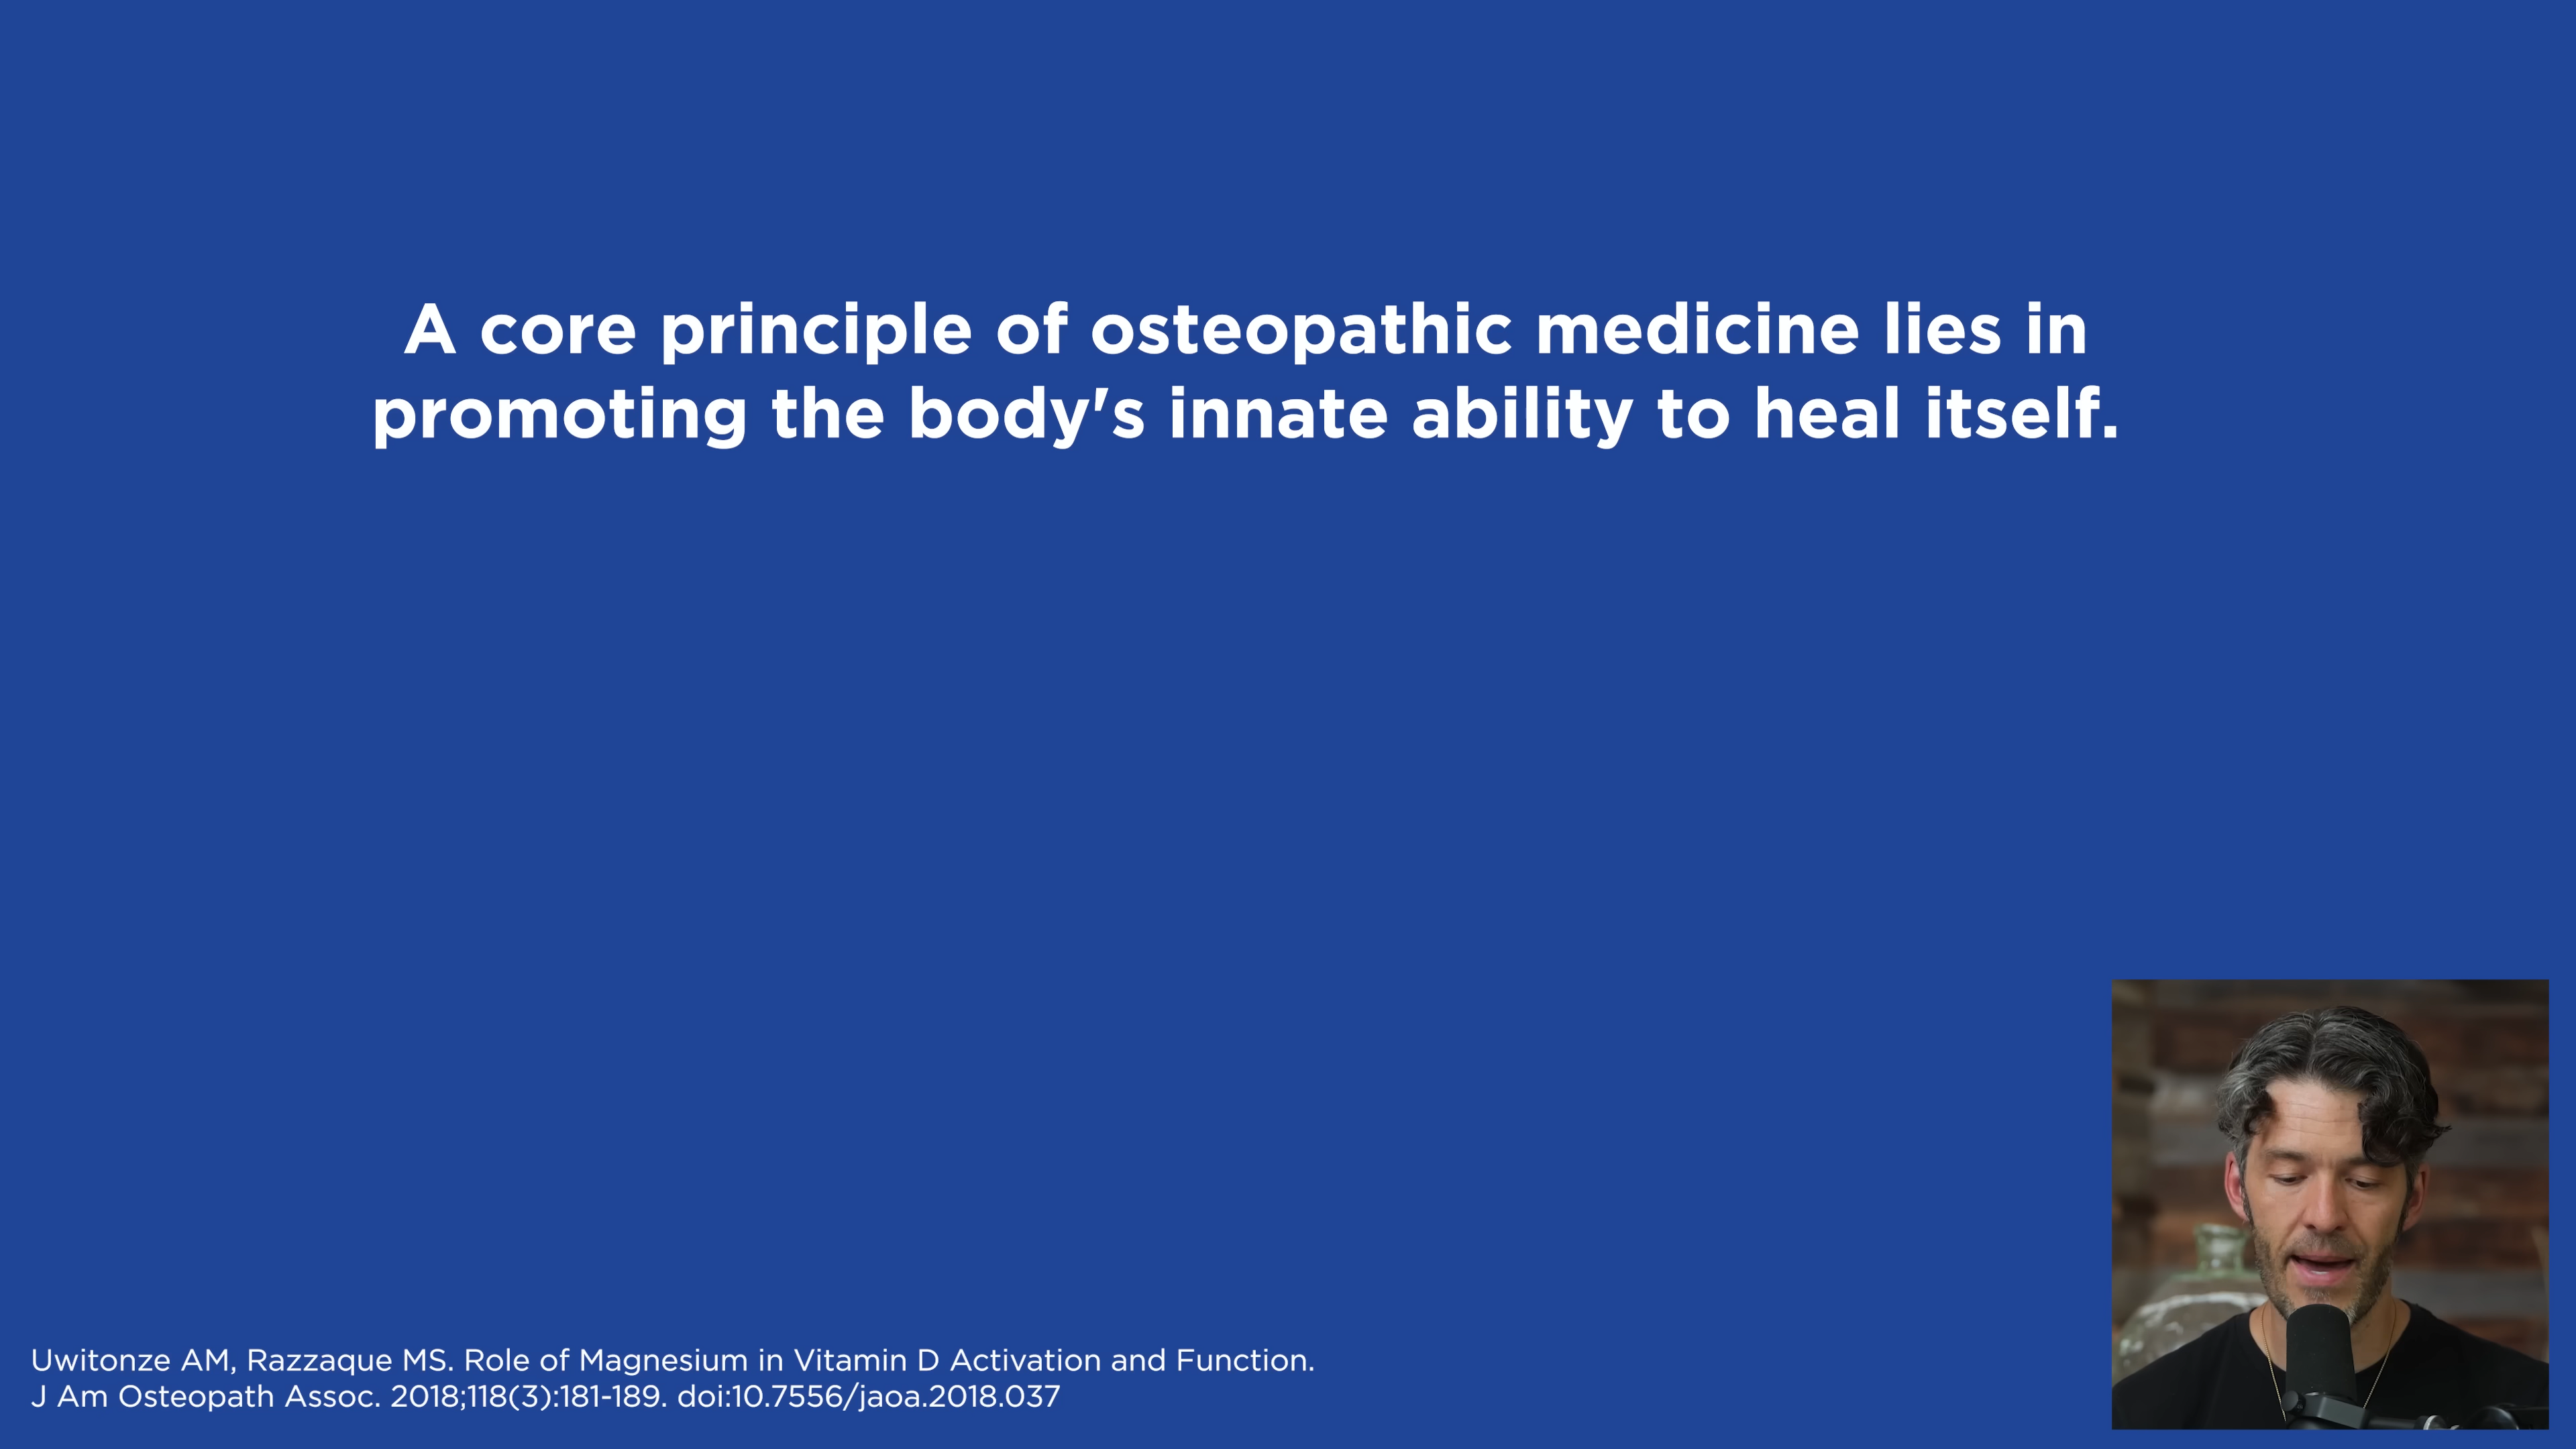 A core principle of osteopathic medicine lies in
promoting the body's innate ability to heal itself.
Uwitonze AM, Razzaque MS. Role of Magnesium in Vitamin D Activation and Function.
J Am Osteopath Assoc. 2018;118(3):181-189. doi:10.7556/jaoa.2018.037